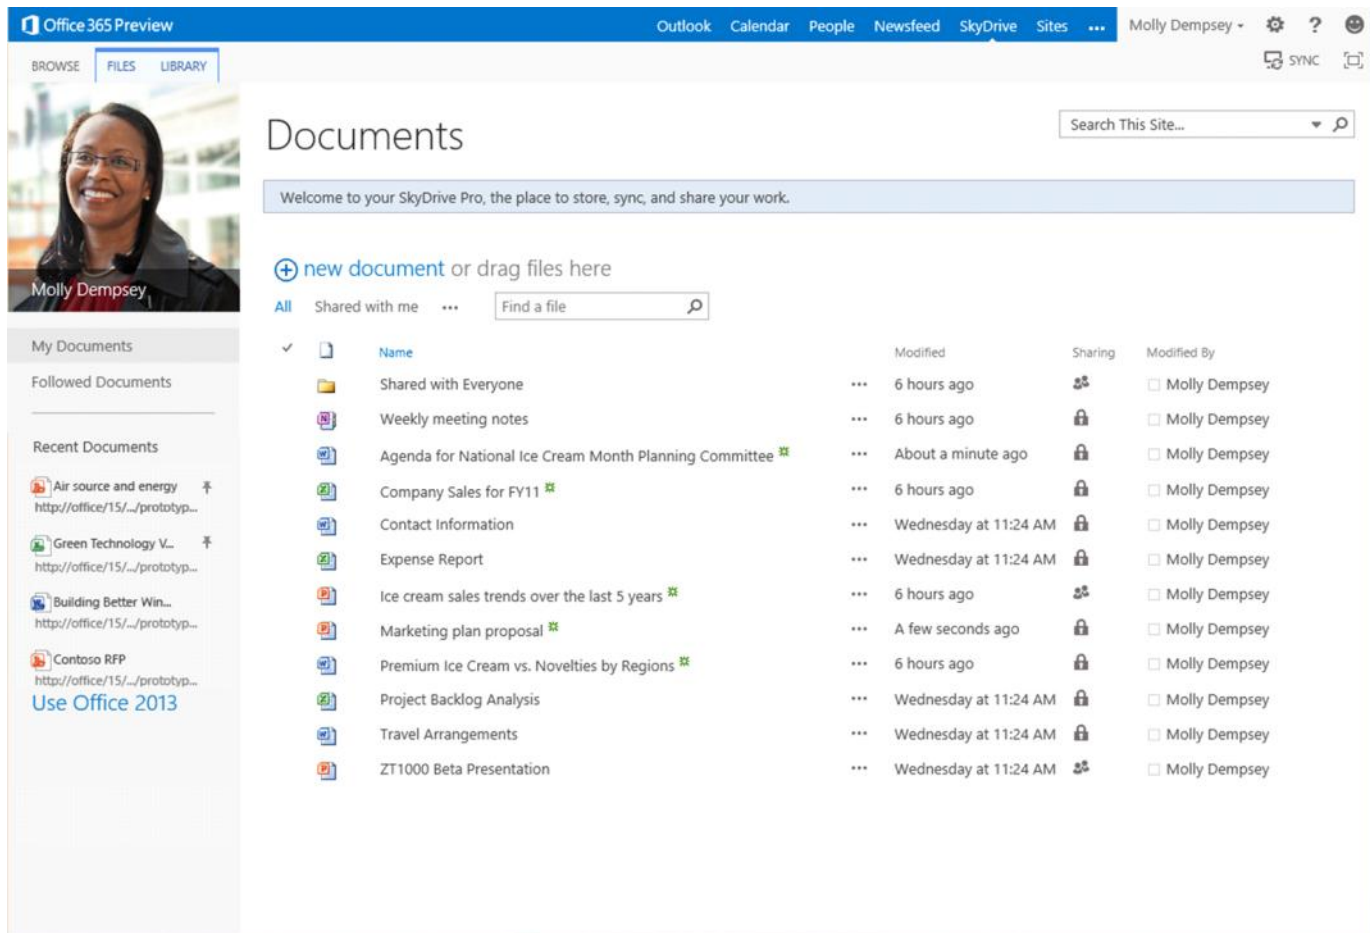 Office 365 Preview
Outlook Calendar People Newsfeed SkyDrive Sites ••• Molly Dempsey
BROWSE FILES LIBRARY
SYNC
Documents
Search This Site...
Welcome to your SkyDrive Pro, the place to store, sync, and share your work.
new document or drag files here
All Shared with me ••• Find a file
Molly Dempsey
My Documents
Followed Documents
Recent Documents
Air source and energy
http://office/15/.../prototyp...
Green Technology V...
http://office/15/.../prototyp...
Building Better Win...
http://office/15/.../prototyp...
Contoso RFP
http://office/15/.../prototyp...
Use Office 2013
Name Modified Sharing Modified By
Shared with Everyone ••• 6 hours ago Molly Dempsey
Weekly meeting notes ••• 6 hours ago Molly Dempsey
Agenda for National Ice Cream Month Planning Committee ••• About a minute ago Molly Dempsey
Company Sales for FY11 ••• 6 hours ago Molly Dempsey
Contact Information ••• Wednesday at 11:24 AM Molly Dempsey
Expense Report ••• Wednesday at 11:24 AM Molly Dempsey
Ice cream sales trends over the last 5 years ••• 6 hours ago Molly Dempsey
Marketing plan proposal ••• A few seconds ago Molly Dempsey
Premium Ice Cream vs. Novelties by Regions ••• 6 hours ago Molly Dempsey
Project Backlog Analysis ••• Wednesday at 11:24 AM Molly Dempsey
Travel Arrangements ••• Wednesday at 11:24 AM Molly Dempsey
ZT1000 Beta Presentation ••• Wednesday at 11:24 AM Molly Dempsey